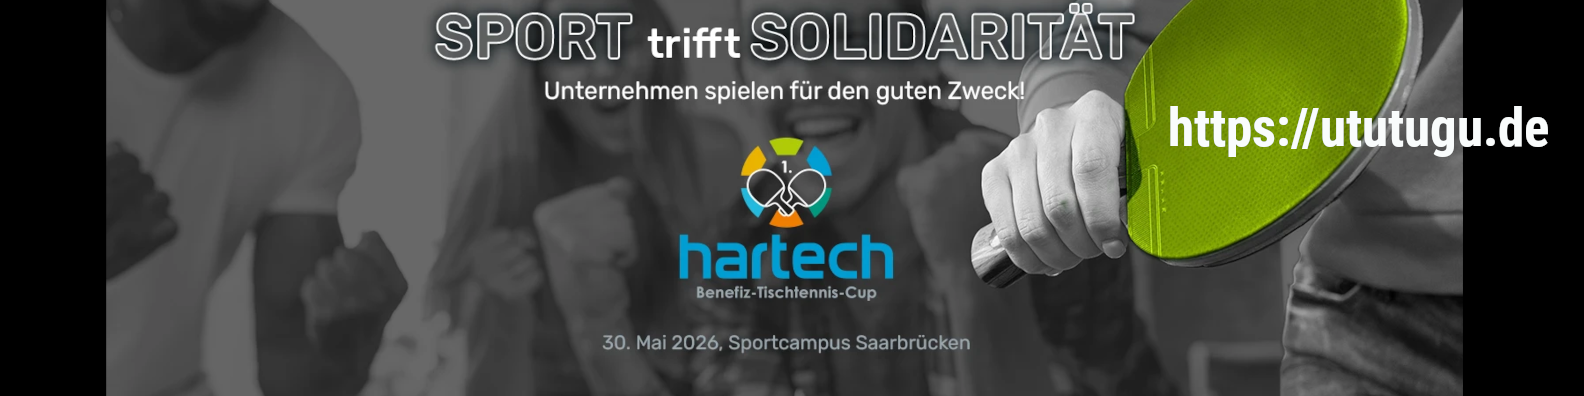 SPORT trifft SOLIDARITÄT
Unternehmen spielen für den guten Zweck!
https://ututugu.de
1.
hartech
Benefiz-Tischtennis-Cup
30. Mai 2026, Sportcampus Saarbrücken